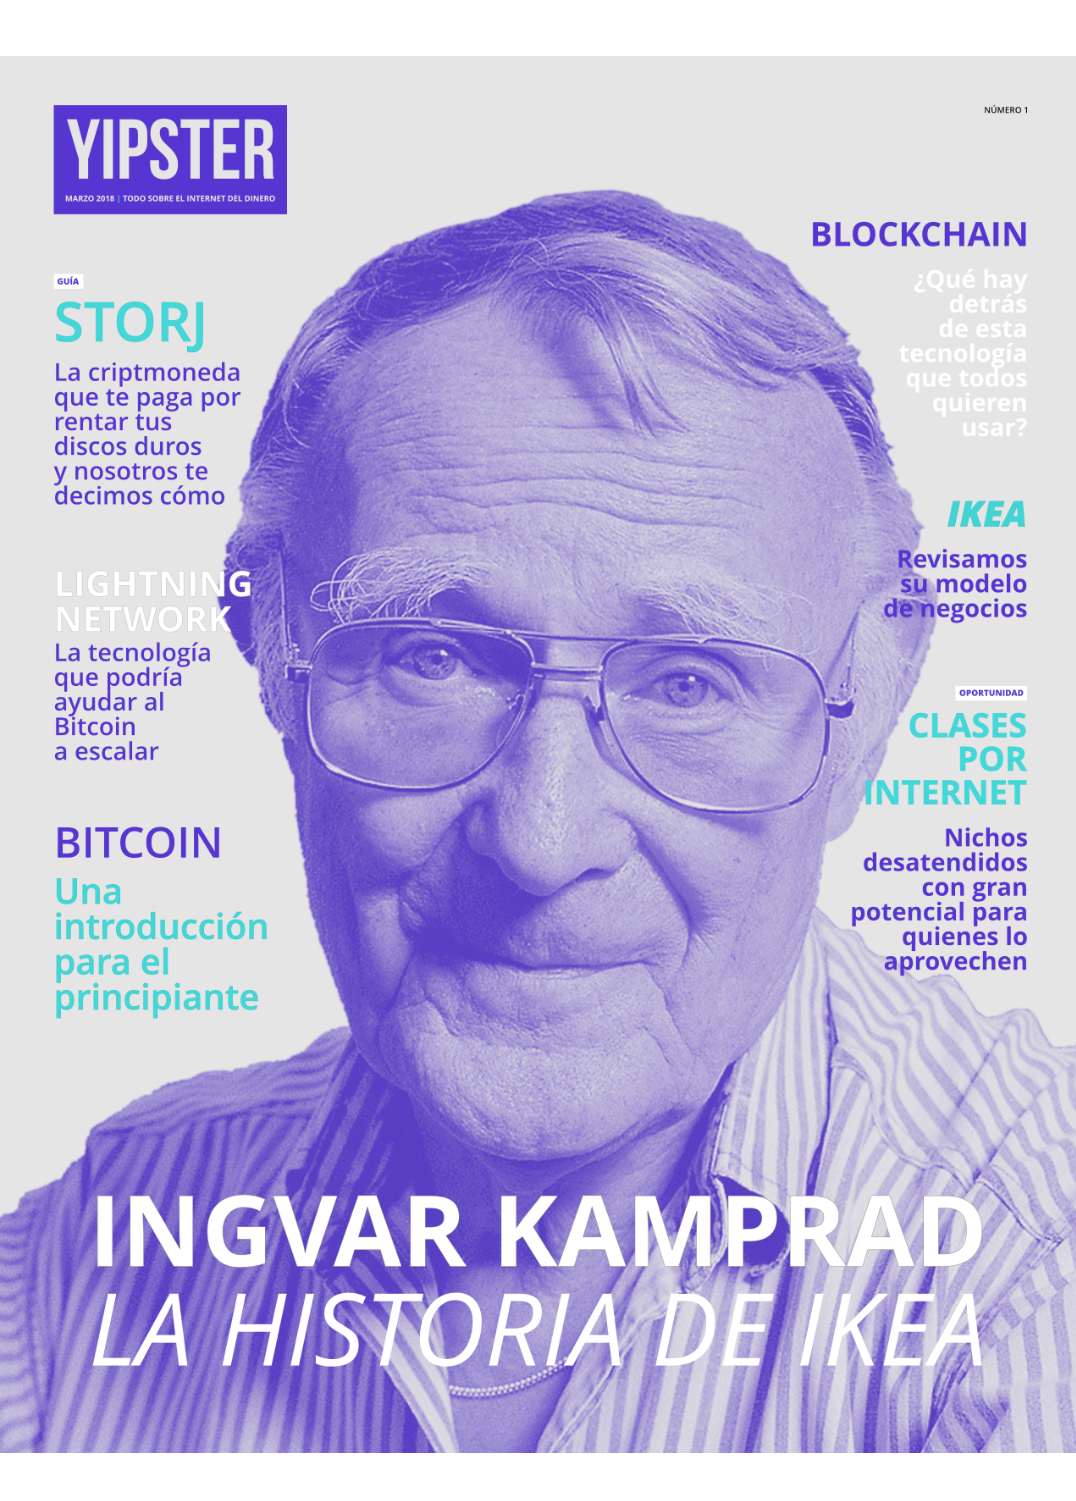 YIPSTER
MARZO 2018 | TODO SOBRE EL INTERNET DEL DINERO
NÚMERO 1
GUÍA
STORJ
La criptmoneda
que te paga por
rentar tus
discos duros
y nosotros te
decimos cómo
LIGHTNING
NETWORK
La tecnología
que podría
ayudar al
Bitcoin
a escalar
BITCOIN
Una
introducción
para el
principiante
BLOCKCHAIN
¿Qué hay
detrás
de esta
tecnología
que todos
quieren
usar?
IKEA
Revisamos
su modelo
de negocios
OPORTUNIDAD
CLASES
POR
INTERNET
Nichos
desatendidos
con gran
potencial para
quienes lo
aprovechen
INGVAR KAMPRAD
LA HISTORIA DE IKEA